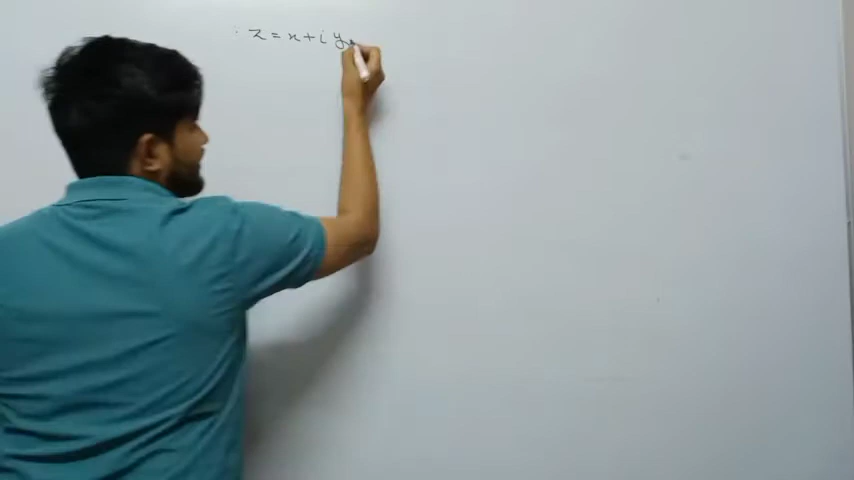 z = x + i y